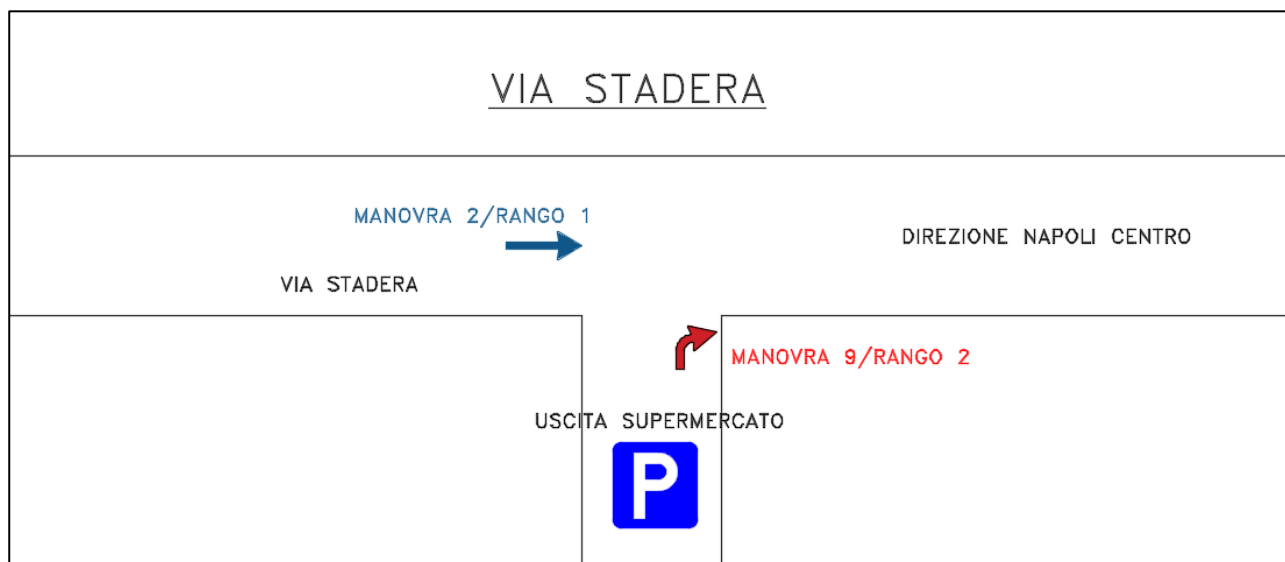 VIA STADERA
MANOVRA 2/RANGO 1
DIREZIONE NAPOLI CENTRO
VIA STADERA
MANOVRA 9/RANGO 2
USCITA SUPERMERCATO
P